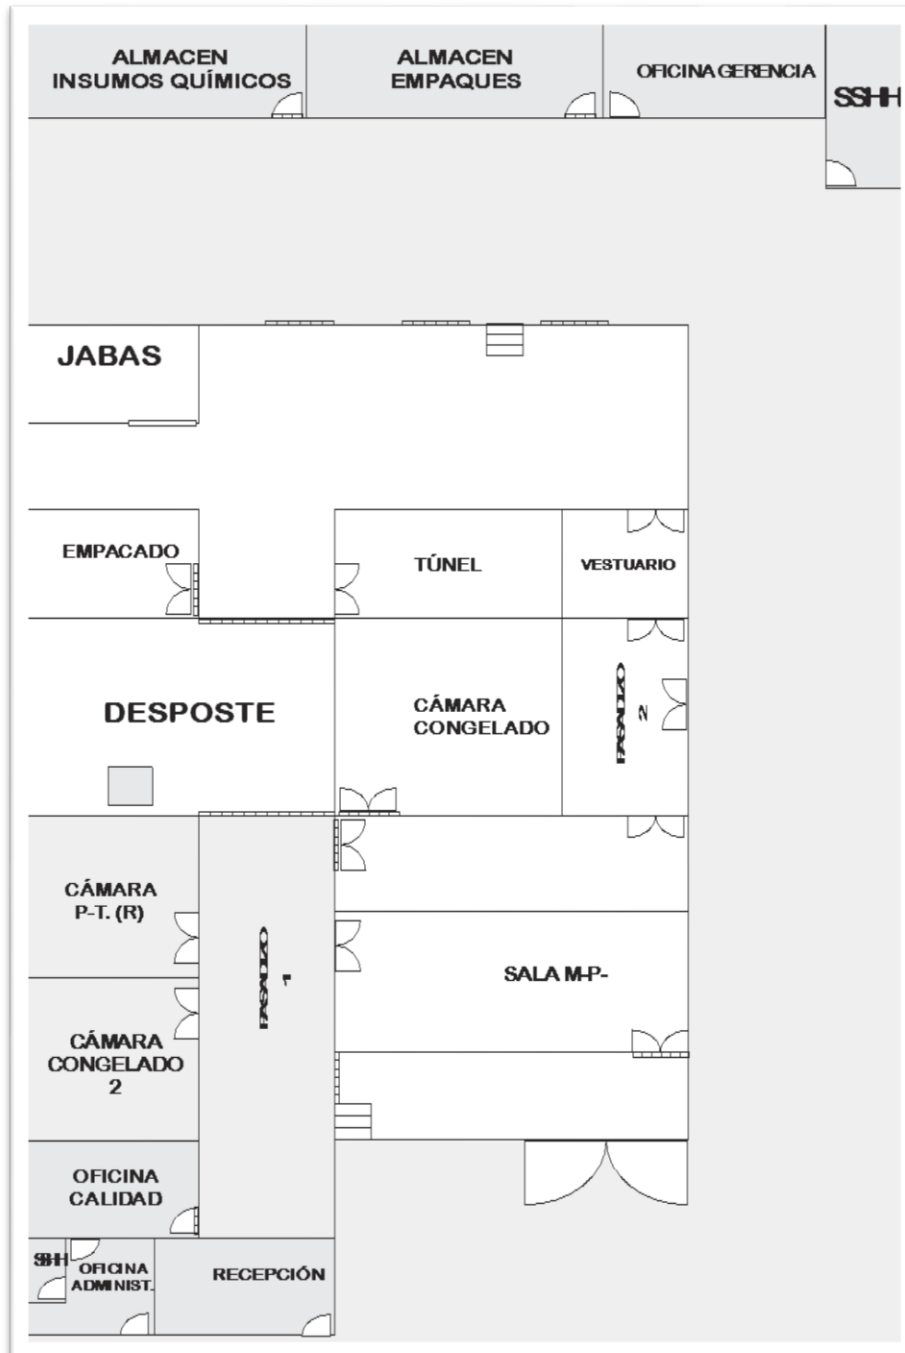 ALMACEN
INSUMOS QUÍMICOS
ALMACEN
EMPAQUES
OFICINA GERENCIA
SSHH
JABAS
EMPACADO
TÚNEL
VESTUARIO
DESPOSTE
CÁMARA
CONGELADO
PASADIZO
2
CÁMARA
P-T. (R)
PASADIZO
1
SALA M-P-
CÁMARA
CONGELADO
2
OFICINA
CALIDAD
SSHH
OFICINA
ADMINIST.
RECEPCIÓN